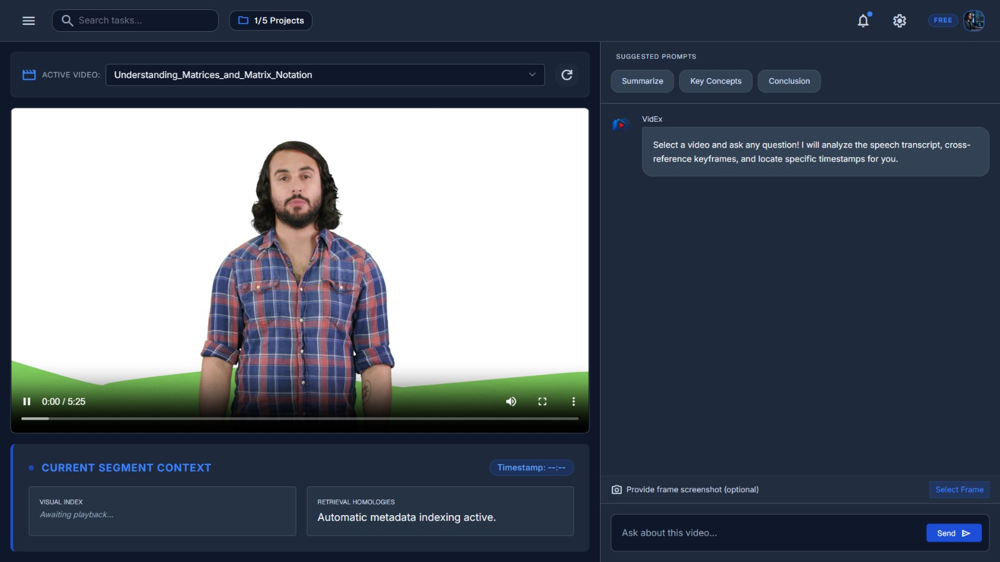 Search tasks...
1/5 Projects
FREE
ACTIVE VIDEO:
Understanding_Matrices_and_Matrix_Notation
0:00 / 5:25
CURRENT SEGMENT CONTEXT
Timestamp: --:--
VISUAL INDEX
Awaiting playback...
RETRIEVAL HOMOLOGIES
Automatic metadata indexing active.
SUGGESTED PROMPTS
Summarize
Key Concepts
Conclusion
VidEx
Select a video and ask any question! I will analyze the speech transcript, cross-
reference keyframes, and locate specific timestamps for you.
Provide frame screenshot (optional)
Select Frame
Ask about this video...
Send